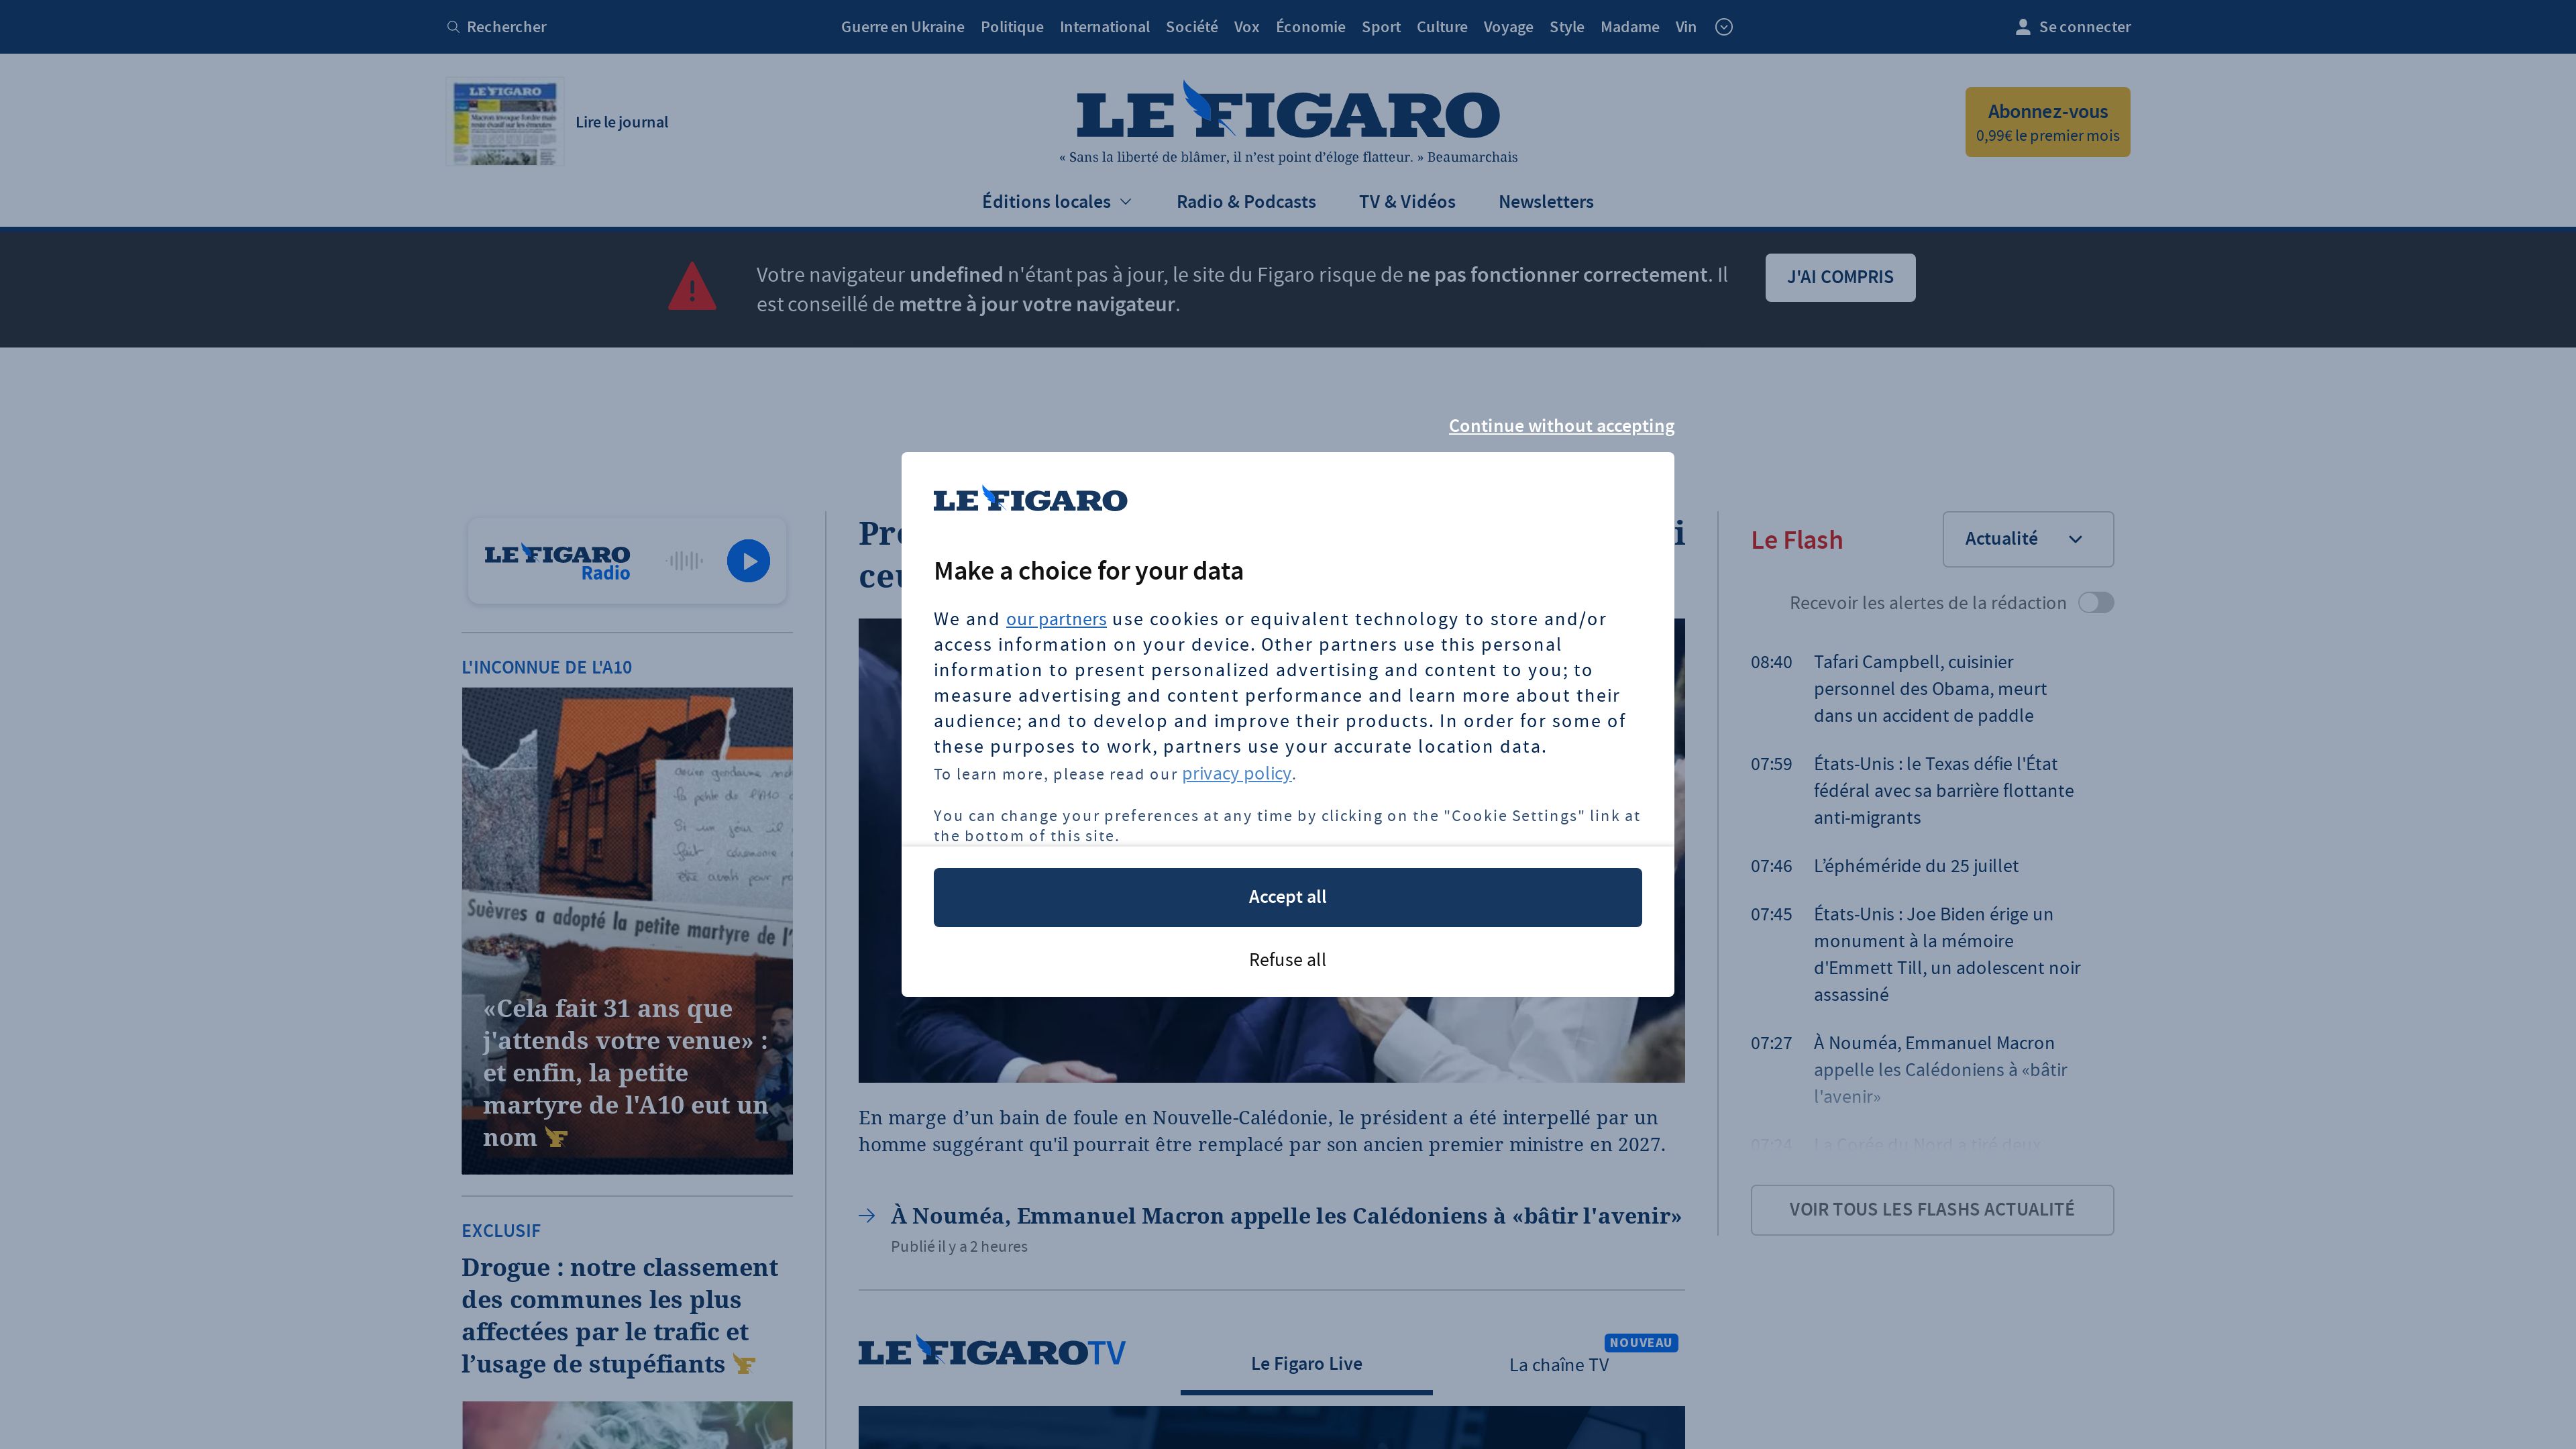 Rechercher
Guerre en Ukraine Politique International Société Vox Économie Sport Culture Voyage Style Madame Vin
Se connecter
LE FIGARO
Macron invoque l'ordre mais
Lire le journal
LE FIGARO
« Sans la liberté de blâmer, il n’est point d’éloge flatteur. » Beaumarchais
Abonnez-vous
0,99€ le premier mois
Éditions locales Radio & Podcasts TV & Vidéos Newsletters
Votre navigateur undefined n'étant pas à jour, le site du Figaro risque de ne pas fonctionner correctement. Il
est conseillé de mettre à jour votre navigateur.
J'AI COMPRIS
Continue without accepting
LE FIGARO
Make a choice for your data
We and our partners use cookies or equivalent technology to store and/or
access information on your device. Other partners use this personal
information to present personalized advertising and content to you; to
measure advertising and content performance and learn more about their
audience; and to develop and improve their products. In order for some of
these purposes to work, partners use your accurate location data.
To learn more, please read our privacy policy.
You can change your preferences at any time by clicking on the "Cookie Settings" link at
the bottom of this site.
Accept all
Refuse all
LE FIGARO
Radio
L'INCONNUE DE L'A10
Suèvres a adopté la petite martyre de l'
«Cela fait 31 ans que
j'attends votre venue» :
et enfin, la petite
martyre de l'A10 eut un
nom
EXCLUSIF
Drogue : notre classement
des communes les plus
affectées par le trafic et
l’usage de stupéfiants
En marge d’un bain de foule en Nouvelle-Calédonie, le président a été interpellé par un
homme suggérant qu'il pourrait être remplacé par son ancien premier ministre en 2027.
À Nouméa, Emmanuel Macron appelle les Calédoniens à «bâtir l'avenir»
Publié il y a 2 heures
LE FIGARO TV
Le Figaro Live
La chaîne TV
NOUVEAU
Le Flash
Actualité
Recevoir les alertes de la rédaction
08:40 Tafari Campbell, cuisinier
personnel des Obama, meurt
dans un accident de paddle
07:59 États-Unis : le Texas défie l'État
fédéral avec sa barrière flottante
anti-migrants
07:46 L’éphéméride du 25 juillet
07:45 États-Unis : Joe Biden érige un
monument à la mémoire
d'Emmett Till, un adolescent noir
assassiné
07:27 À Nouméa, Emmanuel Macron
appelle les Calédoniens à «bâtir
l'avenir»
07:24 La Corée du Nord a tiré deux
VOIR TOUS LES FLASHS ACTUALITÉ